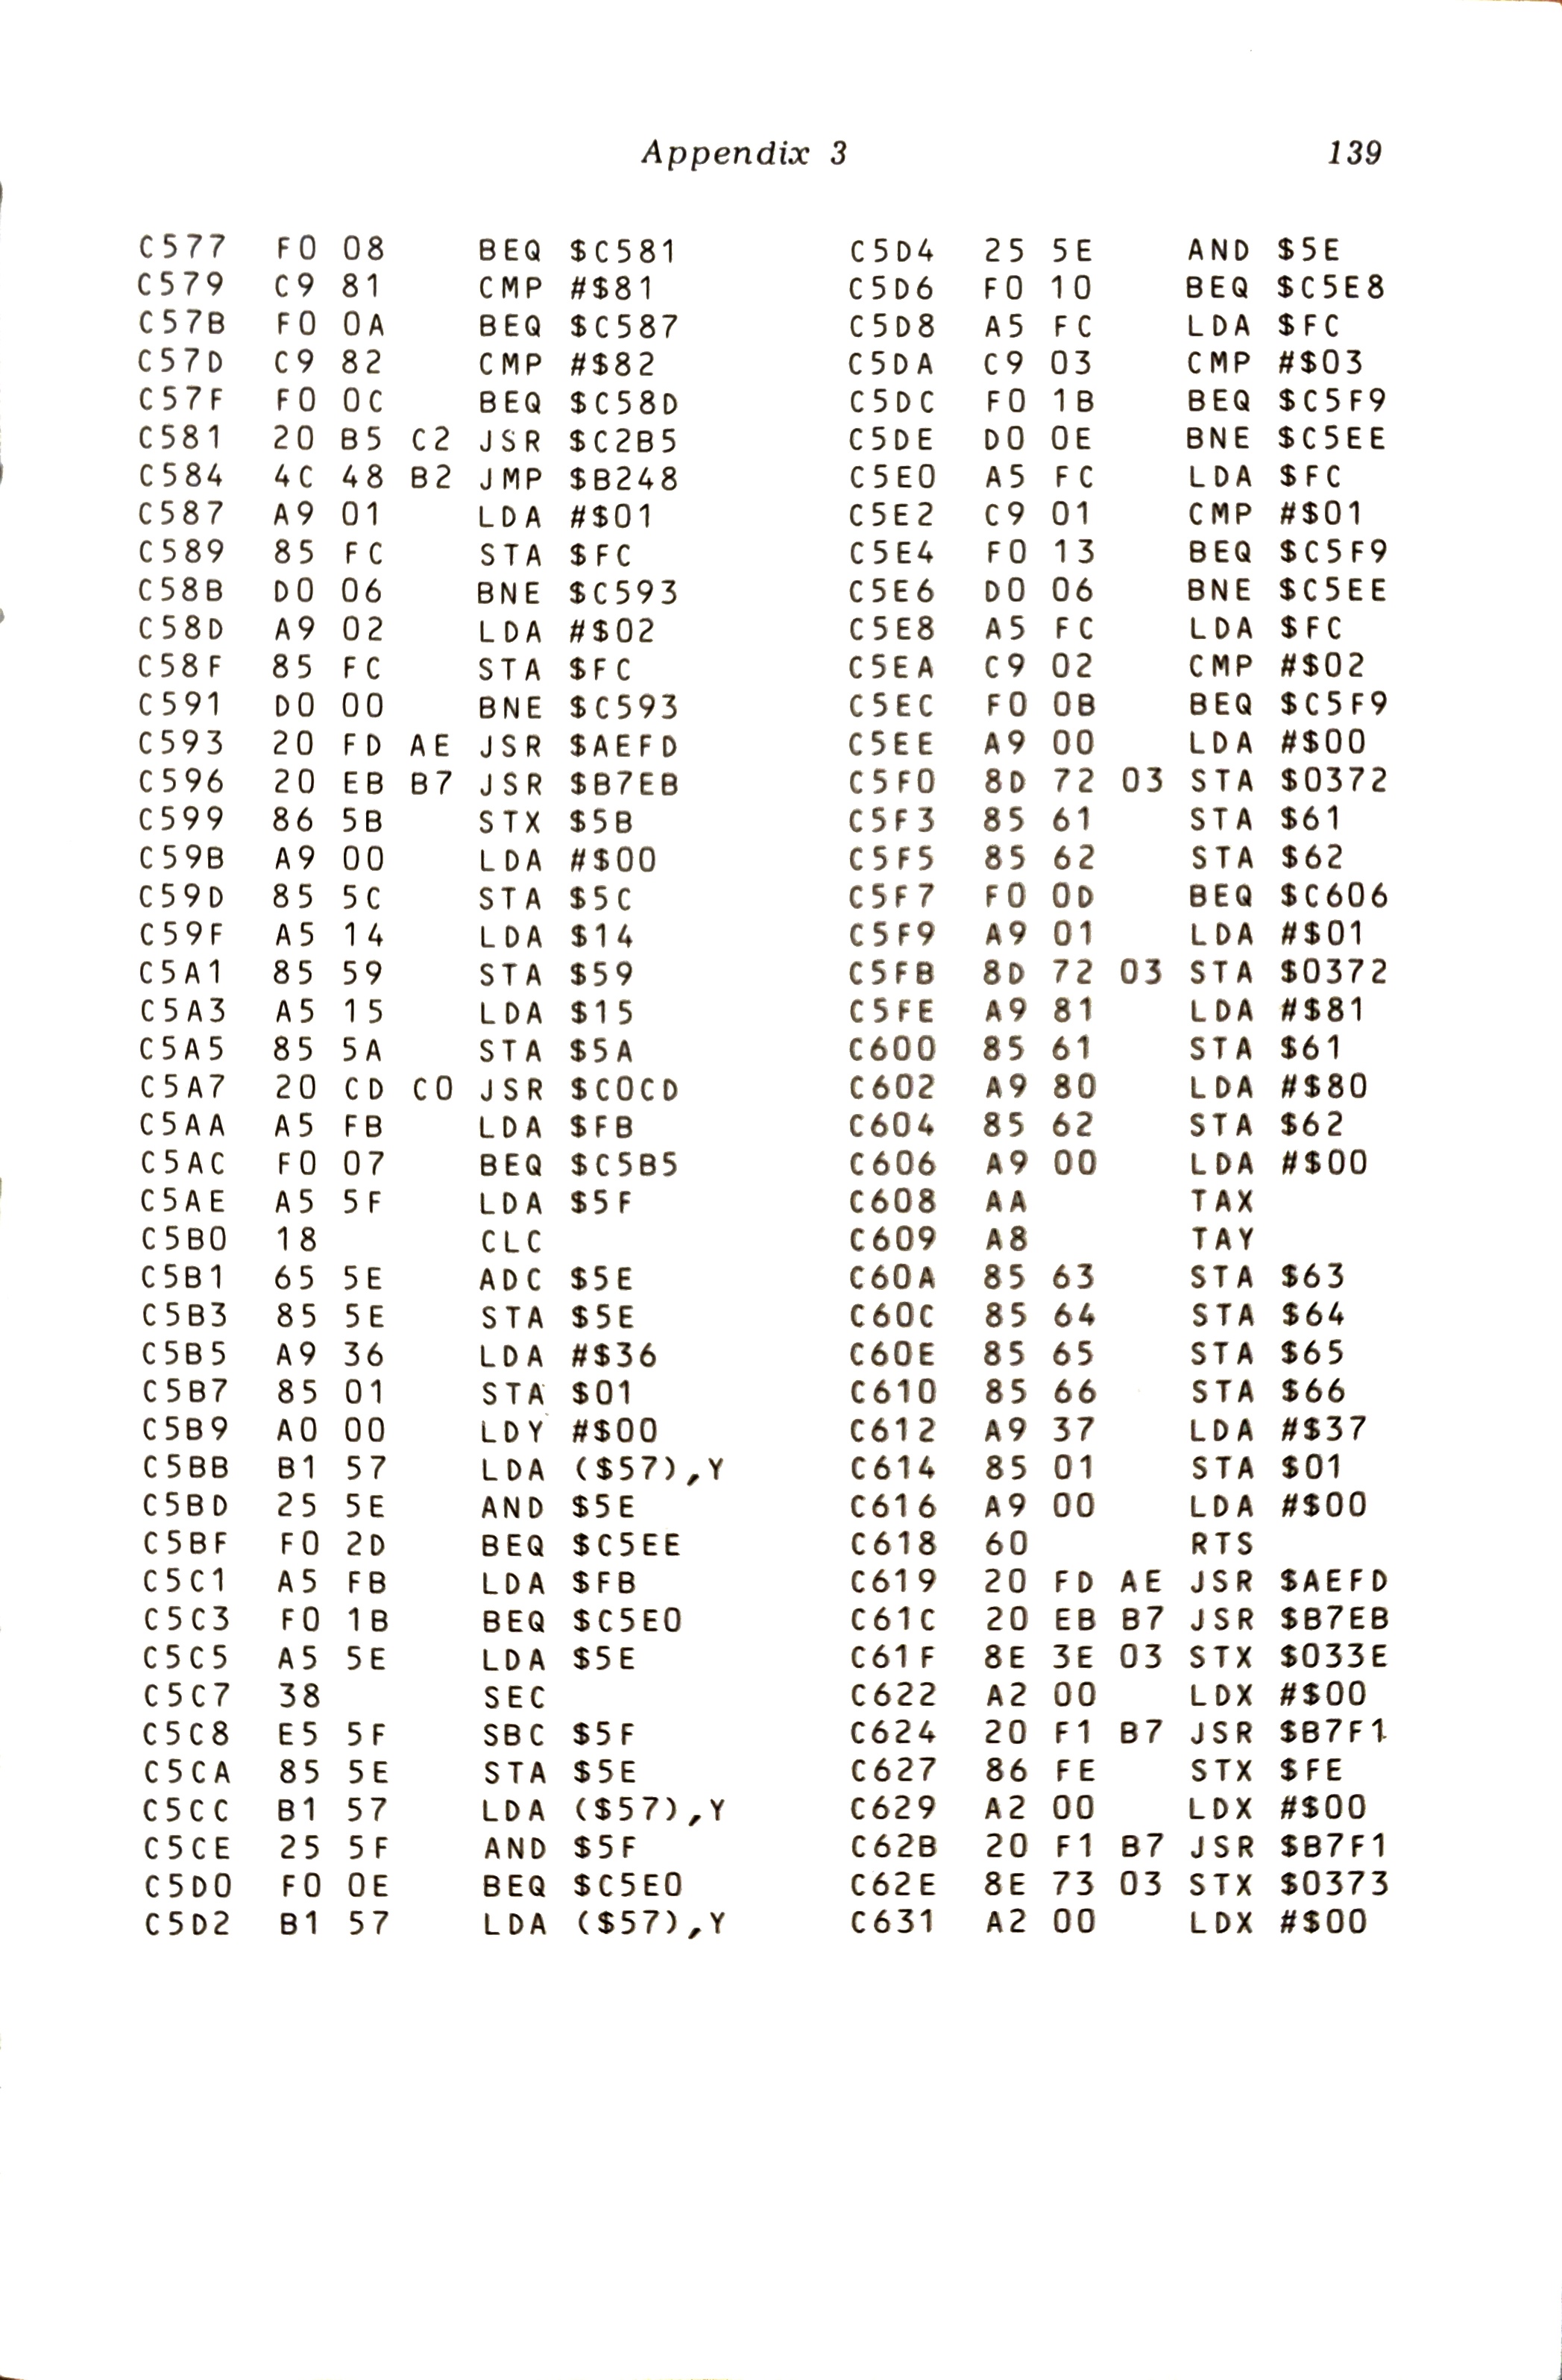 Appendix 3 139
C577 F0 08 BEQ $C581
C579 C9 81 CMP #$81
C57B F0 0A BEQ $C587
C57D C9 82 CMP #$82
C57F F0 0C BEQ $C58D
C581 20 B5 C2 JSR $C2B5
C584 4C 48 B2 JMP $B248
C587 A9 01 LDA #$01
C589 85 FC STA $FC
C58B D0 06 BNE $C593
C58D A9 02 LDA #$02
C58F 85 FC STA $FC
C591 D0 00 BNE $C593
C593 20 FD AE JSR $AEFD
C596 20 EB B7 JSR $B7EB
C599 86 5B STX $5B
C59B A9 00 LDA #$00
C59D 85 5C STA $5C
C59F A5 14 LDA $14
C5A1 85 59 STA $59
C5A3 A5 15 LDA $15
C5A5 85 5A STA $5A
C5A7 20 CD C0 JSR $C0CD
C5AA A5 FB LDA $FB
C5AC F0 07 BEQ $C5B5
C5AE A5 5F LDA $5F
C5B0 18 CLC
C5B1 65 5E ADC $5E
C5B3 85 5E STA $5E
C5B5 A9 36 LDA #$36
C5B7 85 01 STA $01
C5B9 A0 00 LDY #$00
C5BB B1 57 LDA ($57),Y
C5BD 25 5E AND $5E
C5BF F0 2D BEQ $C5EE
C5C1 A5 FB LDA $FB
C5C3 F0 1B BEQ $C5E0
C5C5 A5 5E LDA $5E
C5C7 38 SEC
C5C8 E5 5F SBC $5F
C5CA 85 5E STA $5E
C5CC B1 57 LDA ($57),Y
C5CE 25 5F AND $5F
C5D0 F0 0E BEQ $C5E0
C5D2 B1 57 LDA ($57),Y
C5D4 25 5E AND $5E
C5D6 F0 10 BEQ $C5E8
C5D8 A5 FC LDA $FC
C5DA C9 03 CMP #$03
C5DC F0 1B BEQ $C5F9
C5DE D0 0E BNE $C5EE
C5E0 A5 FC LDA $FC
C5E2 C9 01 CMP #$01
C5E4 F0 13 BEQ $C5F9
C5E6 D0 06 BNE $C5EE
C5E8 A5 FC LDA $FC
C5EA C9 02 CMP #$02
C5EC F0 0B BEQ $C5F9
C5EE A9 00 LDA #$00
C5F0 8D 72 03 STA $0372
C5F3 85 61 STA $61
C5F5 85 62 STA $62
C5F7 F0 0D BEQ $C606
C5F9 A9 01 LDA #$01
C5FB 8D 72 03 STA $0372
C5FE A9 81 LDA #$81
C600 85 61 STA $61
C602 A9 80 LDA #$80
C604 85 62 STA $62
C606 A9 00 LDA #$00
C608 AA TAX
C609 A8 TAY
C60A 85 63 STA $63
C60C 85 64 STA $64
C60E 85 65 STA $65
C610 85 66 STA $66
C612 A9 37 LDA #$37
C614 85 01 STA $01
C616 A9 00 LDA #$00
C618 60 RTS
C619 20 FD AE JSR $AEFD
C61C 20 EB B7 JSR $B7EB
C61F 8E 3E 03 STX $033E
C622 A2 00 LDX #$00
C624 20 F1 B7 JSR $B7F1
C627 86 FE STX $FE
C629 A2 00 LDX #$00
C62B 20 F1 B7 JSR $B7F1
C62E 8E 73 03 STX $0373
C631 A2 00 LDX #$00